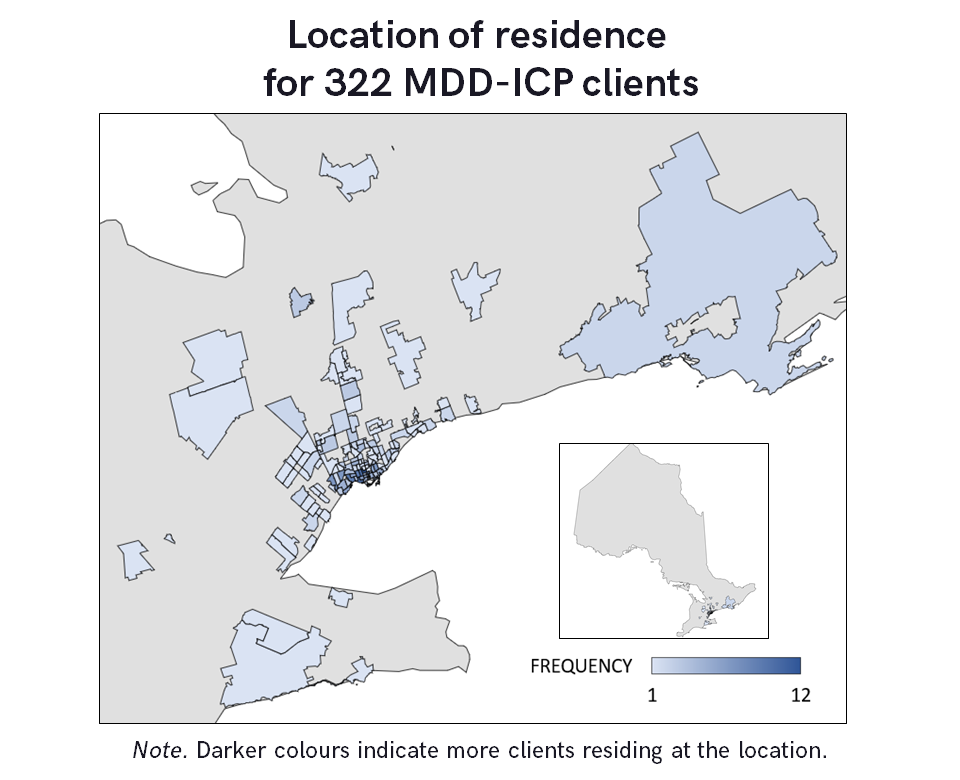 Location of residence
for 322 MDD-ICP clients
FREQUENCY
1 12
Note. Darker colours indicate more clients residing at the location.